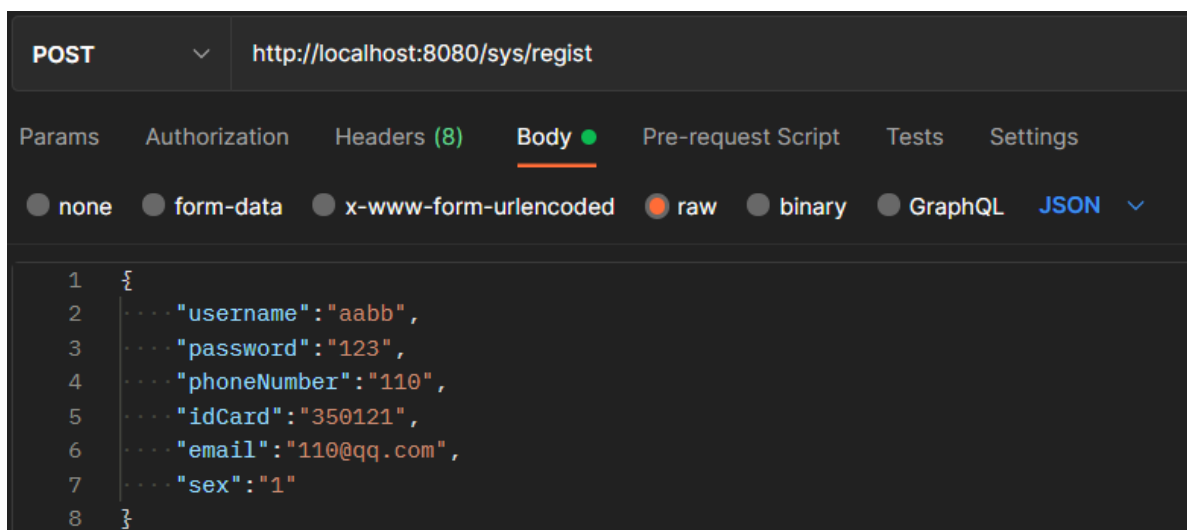 POST http://localhost:8080/sys/regist
Params Authorization Headers (8) Body Pre-request Script Tests Settings
none form-data x-www-form-urlencoded raw binary GraphQL JSON
1 {
2 "username":"aabb",
3 "password":"123",
4 "phoneNumber":"110",
5 "idCard":"350121",
6 "email":"110@qq.com",
7 "sex":"1"
8 }